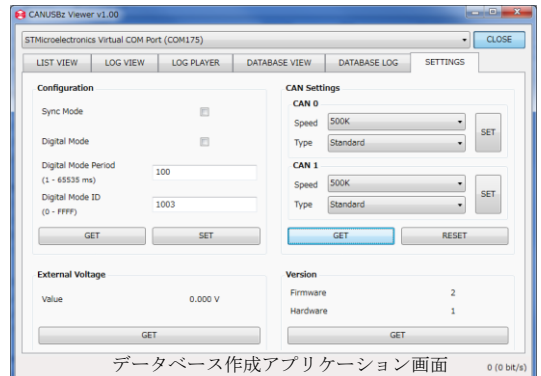 CANUSBz Viewer v1.00
STMicroelectronics Virtual COM Port (COM175)
CLOSE
LIST VIEW
LOG VIEW
LOG PLAYER
DATABASE VIEW
DATABASE LOG
SETTINGS
Configuration
Sync Mode
Digital Mode
Digital Mode Period
(1 - 65535 ms)
100
Digital Mode ID
(0 - FFFF)
1003
GET
SET
CAN Settings
CAN 0
Speed
500K
Type
Standard
SET
CAN 1
Speed
500K
Type
Standard
SET
GET
RESET
External Voltage
Value
0.000 V
GET
Version
Firmware
2
Hardware
1
GET
データベース作成アプリケーション画面
0 (0 bit/s)